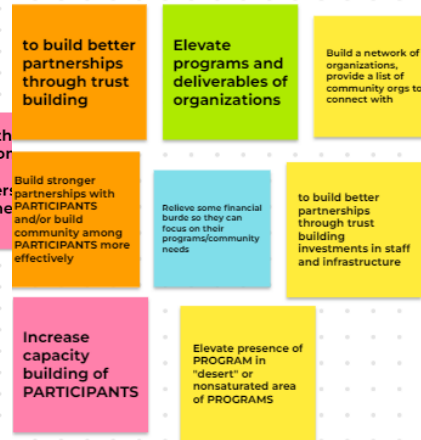 to build better
partnerships
through trust
building
Elevate
programs and
deliverables of
organizations
Build a network of
organizations,
provide a list of
community orgs to
connect with
Build stronger
partnerships with
PARTICIPANTS
and/or build
community among
PARTICIPANTS more
effectively
Relieve some financial
burde so they can
focus on their
programs/community
needs
to build better
partnerships
through trust
building
investments in staff
and infrastructure
Increase
capacity
building of
PARTICIPANTS
Elevate presence of
PROGRAM in
"desert" or
nonsaturated area
of PROGRAMS